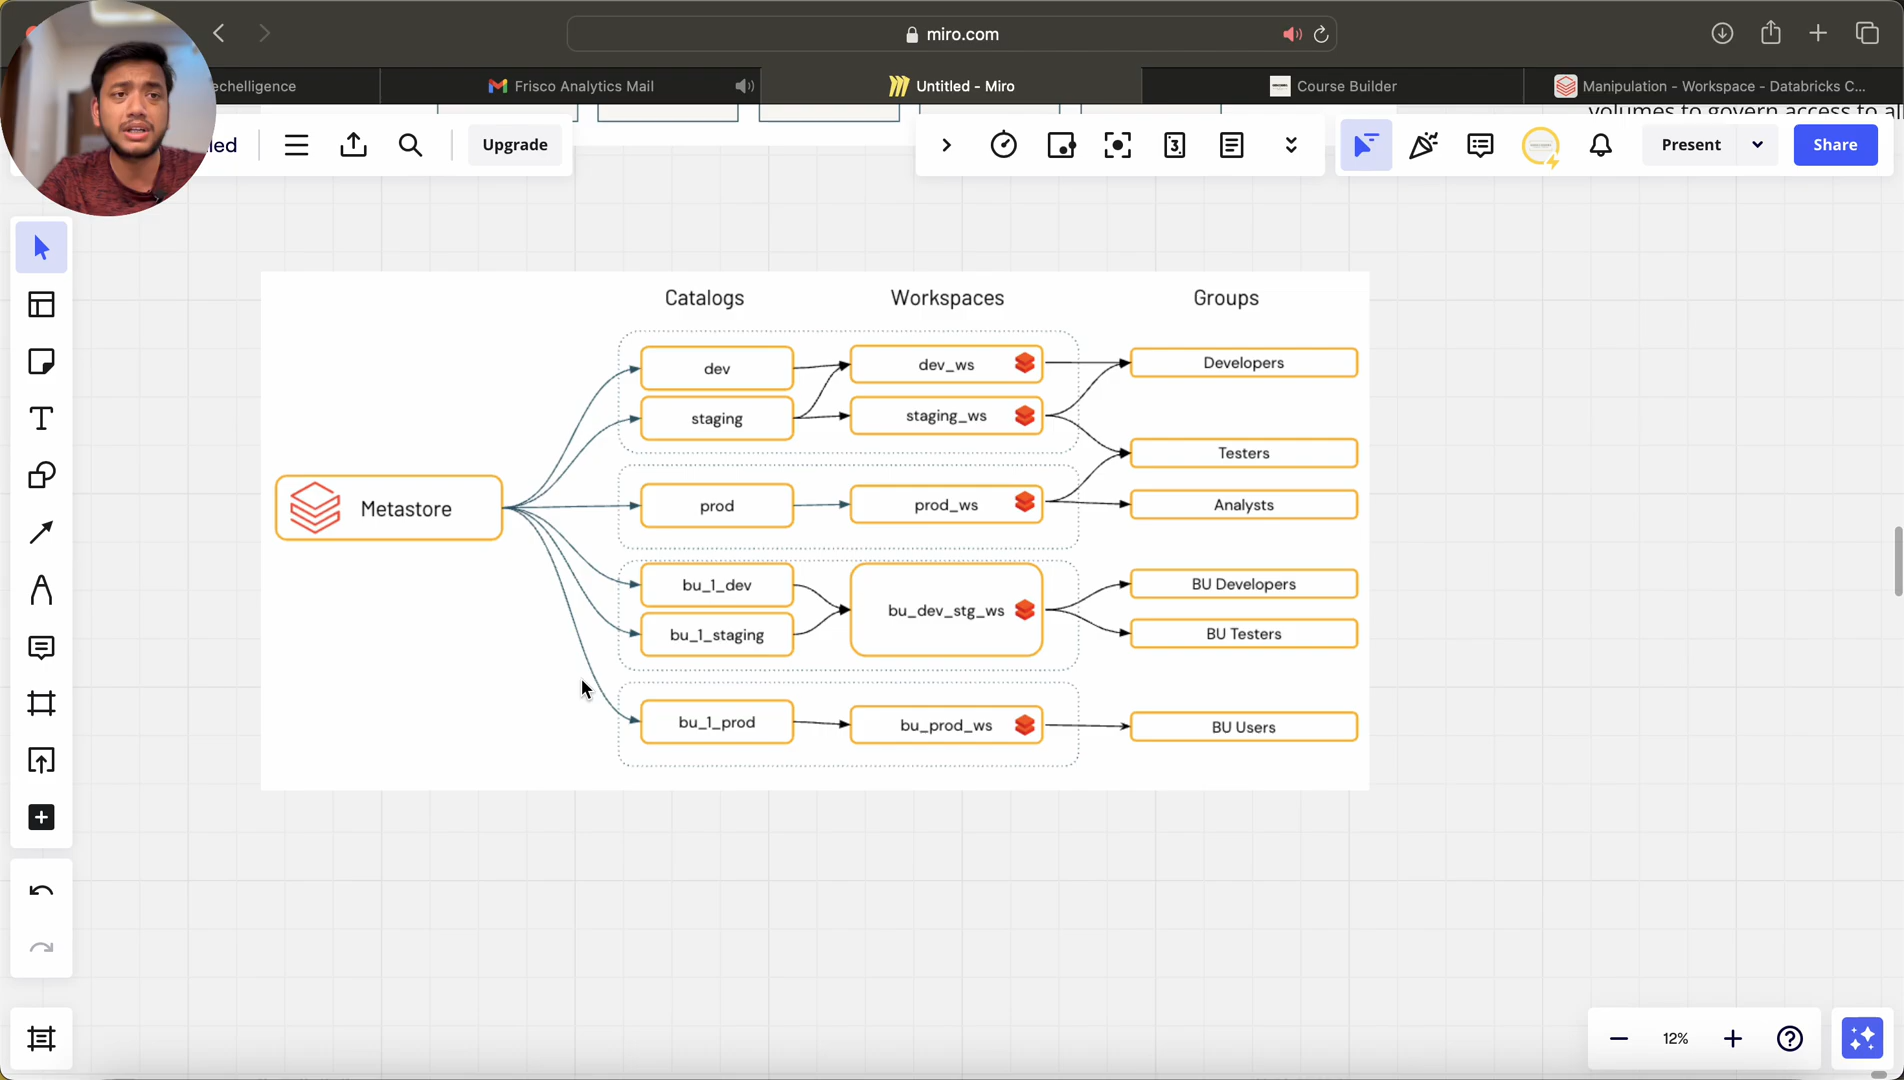 miro.com
echelligence
Frisco Analytics Mail
Untitled - Miro
Course Builder
Manipulation - Workspace - Databricks C...
volumes to govern access to al
led
Upgrade
3
Present
Share
Catalogs
Workspaces
Groups
dev
dev_ws
Developers
staging
staging_ws
Testers
Metastore
prod
prod_ws
Analysts
bu_1_dev
bu_dev_stg_ws
BU Developers
bu_1_staging
BU Testers
bu_1_prod
bu_prod_ws
BU Users
12%